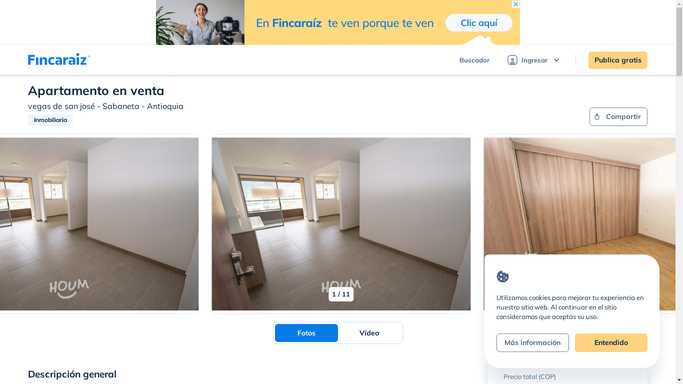 En Fincaraíz te ven porque te ven
Clic aquí
Fincaraiz
Buscador
Ingresar
Publica gratis
Apartamento en venta
vegas de san josé - Sabaneta - Antioquia
Inmobiliaria
Compartir
HOUM
HOUM
1 / 11
Fotos
Vídeo
Utilizamos cookies para mejorar tu experiencia en
nuestro sitio web. Al continuar en el sitio
consideramos que aceptas su uso.
Más información
Entendido
Descripción general
Precio total (COP)